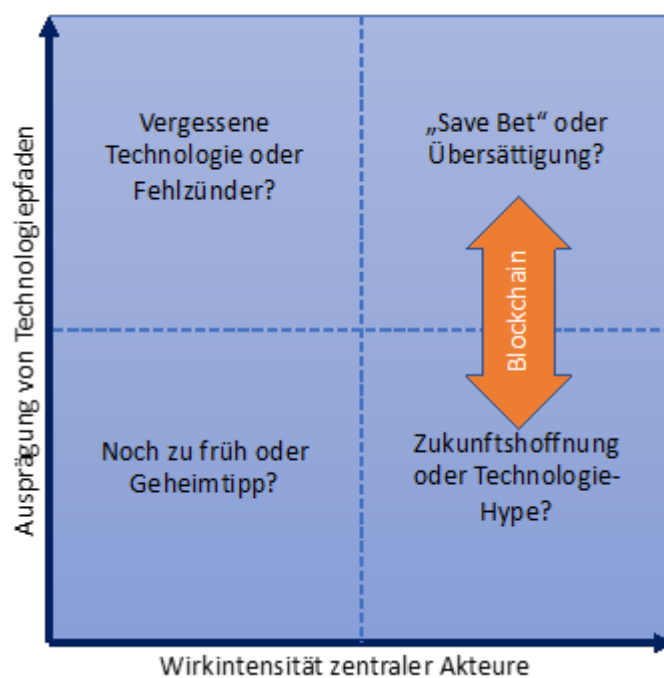 Ausprägung von Technologiepfaden
Vergessene
Technologie oder
Fehlzünder?
„Save Bet“ oder
Übersättigung?
Blockchain
Noch zu früh oder
Geheimtipp?
Zukunftshoffnung
oder Technologie-
Hype?
Wirkintensität zentraler Akteure